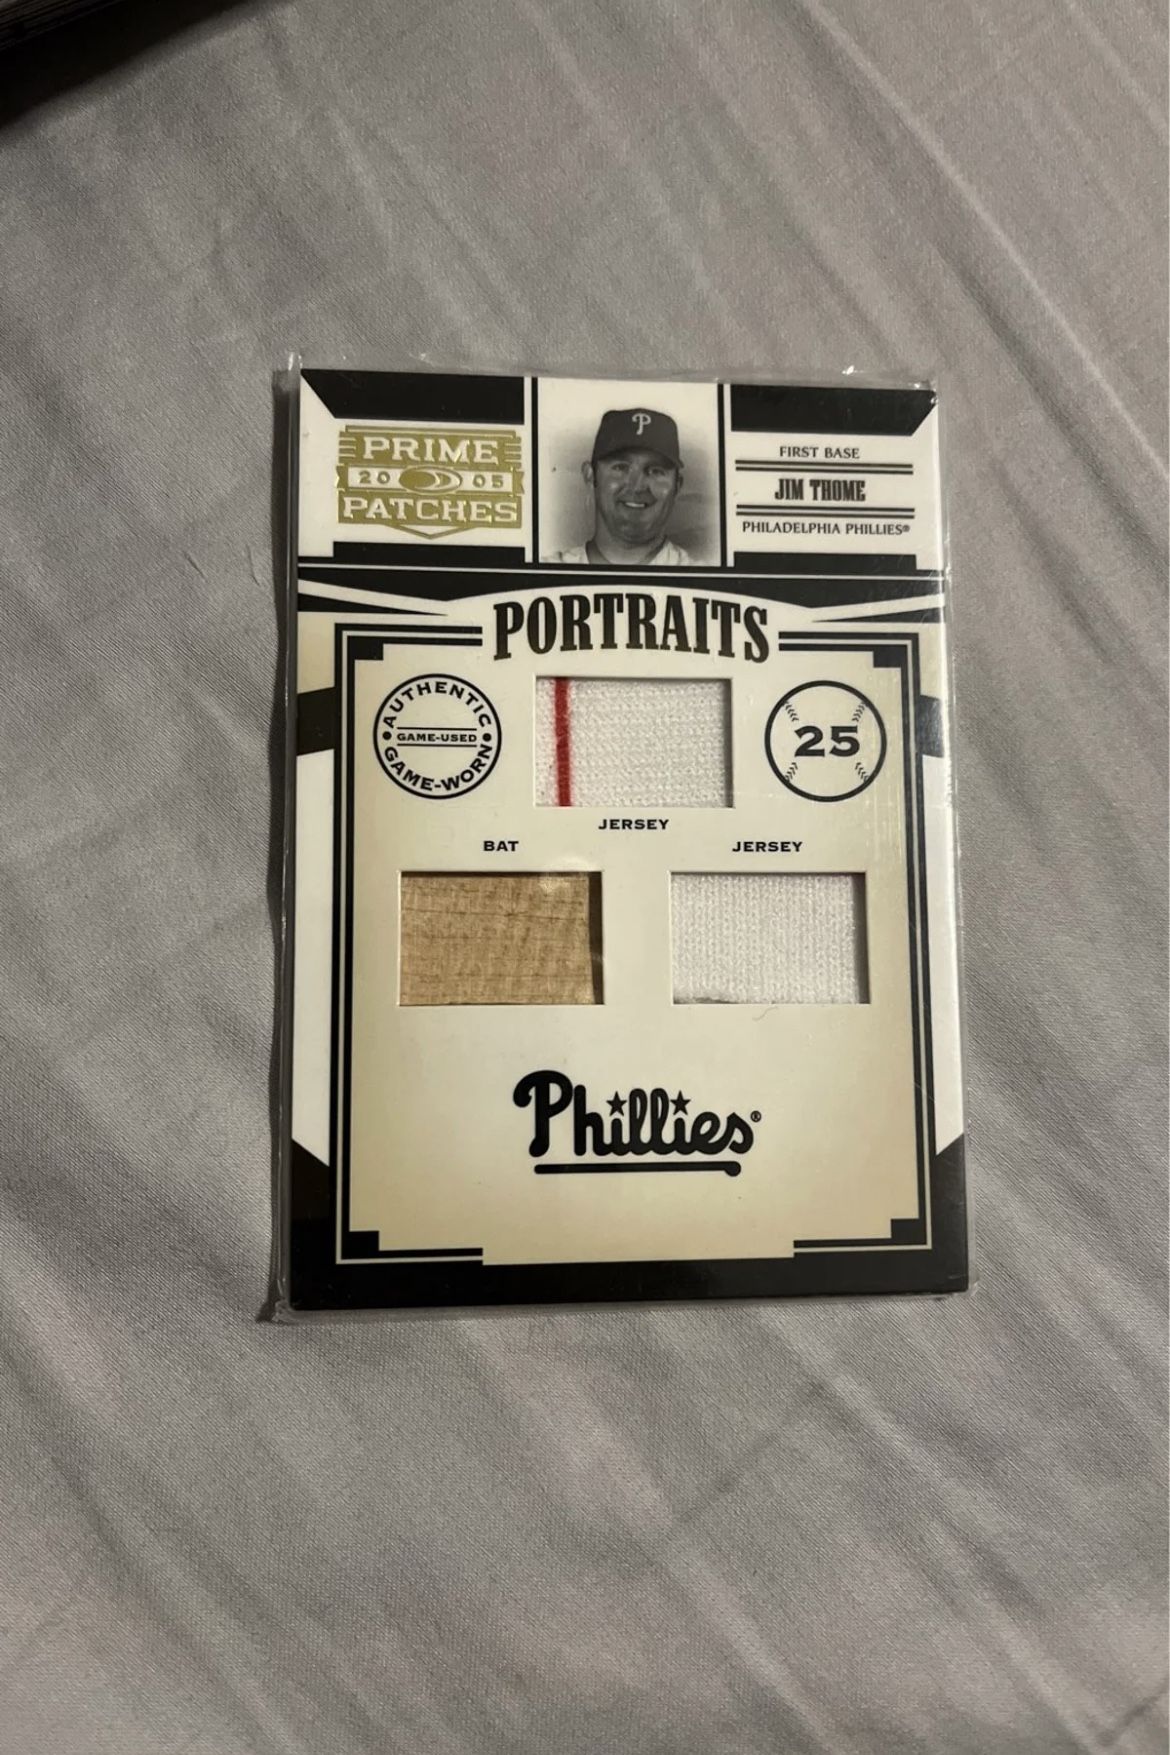 PRIME
20 05
PATCHES
P
FIRST BASE
JIM THOME
PHILADELPHIA PHILLIES®
PORTRAITS
AUTHENTIC
GAME-USED
GAME-WORN
25
JERSEY
BAT
JERSEY
Phillies®